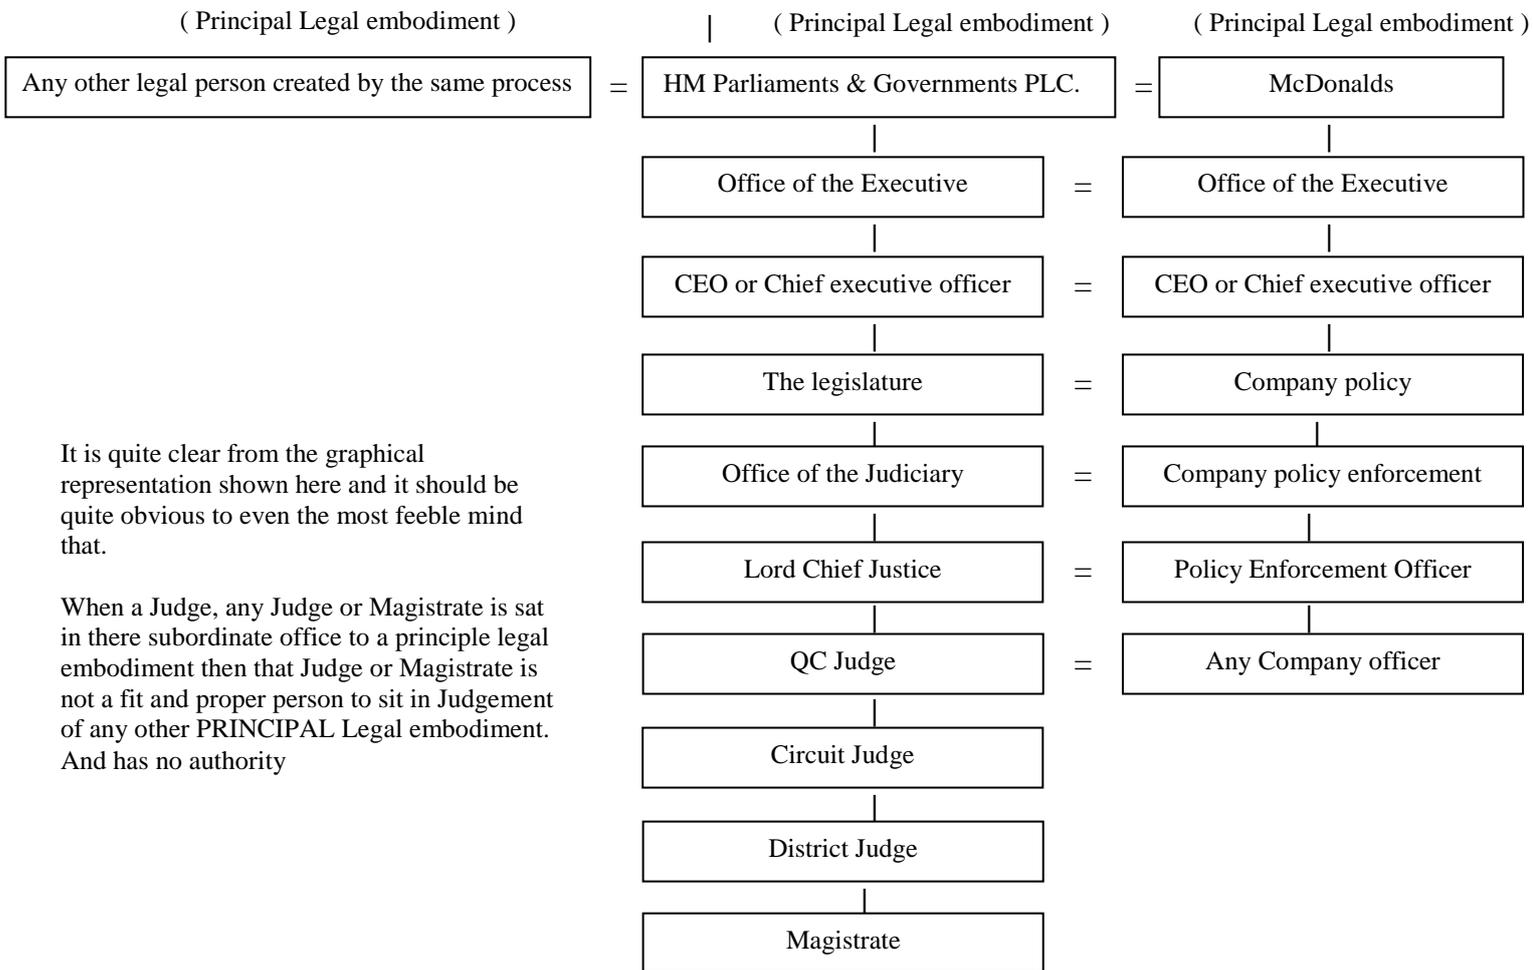 ( Principal Legal embodiment )
( Principal Legal embodiment )
( Principal Legal embodiment )
Any other legal person created by the same process
=
HM Parliaments & Governments PLC.
=
McDonalds
Office of the Executive
=
Office of the Executive
CEO or Chief executive officer
=
CEO or Chief executive officer
The legislature
=
Company policy
It is quite clear from the graphical
representation shown here and it should be
quite obvious to even the most feeble mind
that.
When a Judge, any Judge or Magistrate is sat
in there subordinate office to a principle legal
embodiment then that Judge or Magistrate is
not a fit and proper person to sit in Judgement
of any other PRINCIPAL Legal embodiment.
And has no authority
Office of the Judiciary
=
Company policy enforcement
Lord Chief Justice
=
Policy Enforcement Officer
QC Judge
=
Any Company officer
Circuit Judge
District Judge
Magistrate